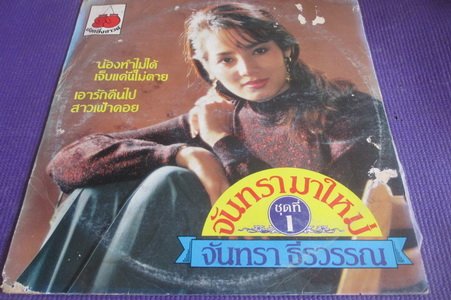 น้องทำไม่ได้
เจ็บแค่นี้ไม่ตาย
เอารักคืนไป
สาวเฝ้าคอย
จันทรามาใหม่
ชุดที่
1
จันทรา ธีรวรรณ